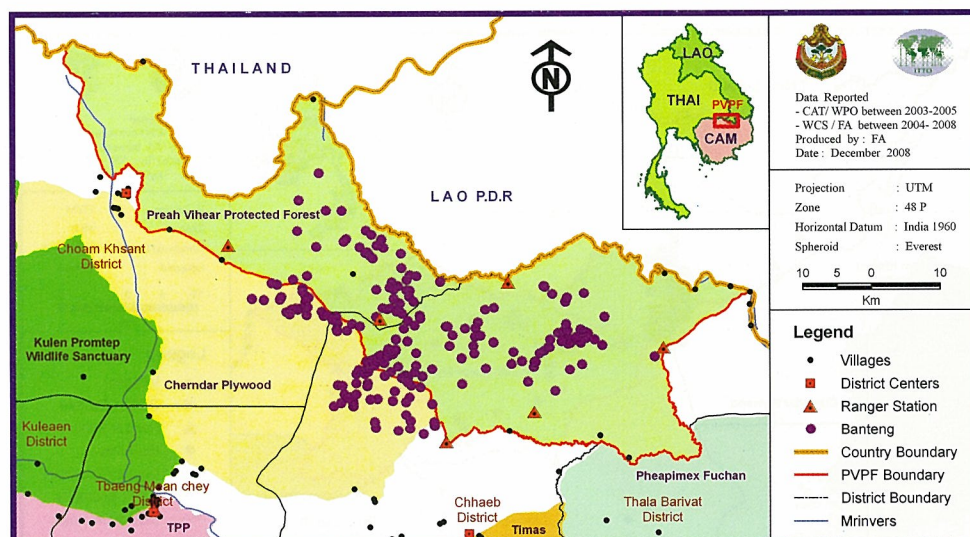 THAILAND
LAO P.D.R
N
Preah Vihear Protected Forest
Choam Khsant
District
Kulen Promtep
Wildlife Sanctuary
Cherndar Plywood
Kuleaen
District
Tbaeng Mean chey
District
TPP
Chhaeb
District
Timas
Pheapimex Fuchan
Thala Barivat
District
LAO
THAI
PVPF
CAM
ITTO
Data Reported
- CAT/ WPO between 2003-2005
- WCS / FA between 2004- 2008
Produced by : FA
Date : December 2008
Projection : UTM
Zone : 48 P
Horizontal Datum : India 1960
Spheroid : Everest
10 5 0 10
Km
Legend
Villages
District Centers
Ranger Station
Banteng
Country Boundary
PVPF Boundary
District Boundary
Mrinvers